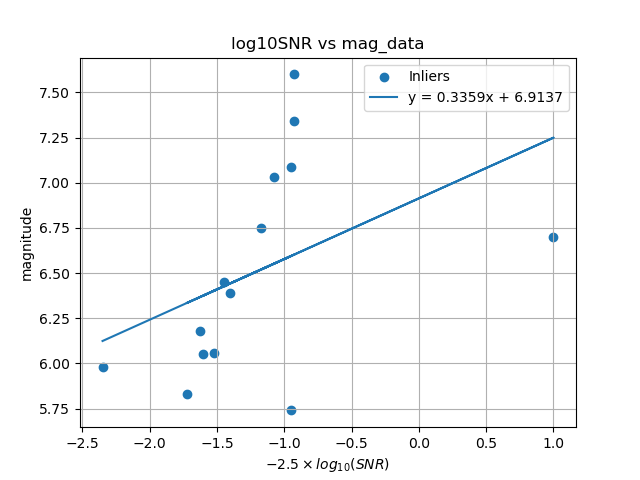 log10SNR vs mag_data
Inliers
y = 0.3359x + 6.9137
7.50
7.25
7.00
6.75
6.50
6.25
6.00
5.75
magnitude
−2.5 −2.0 −1.5 −1.0 −0.5 0.0 0.5 1.0
−2.5 × log₁₀(SNR)